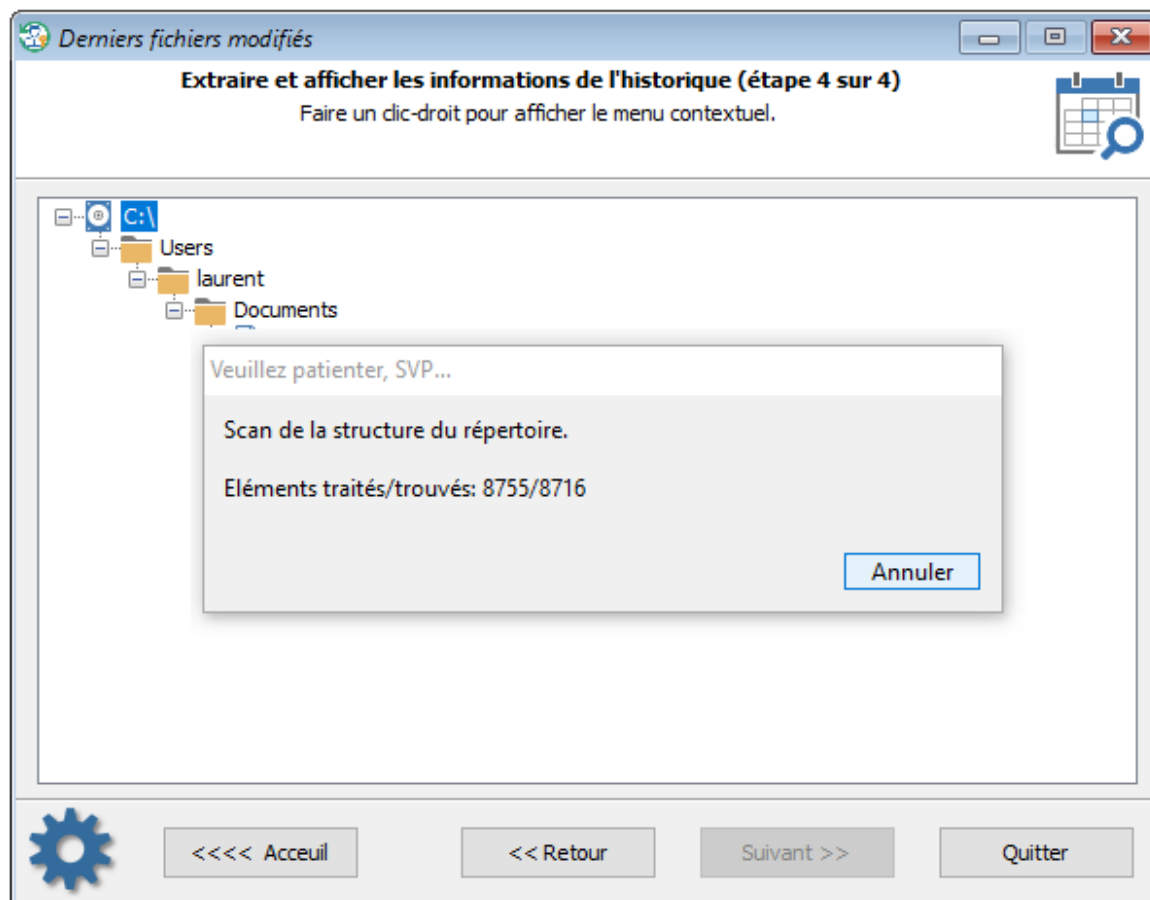 Derniers fichiers modifiés
Extraire et afficher les informations de l'historique (étape 4 sur 4)
Faire un clic-droit pour afficher le menu contextuel.
C:\
Users
laurent
Documents
Veuillez patienter, SVP...
Scan de la structure du répertoire.
Eléments traités/trouvés: 8755/8716
Annuler
<<<< Acceuil
<< Retour
Suivant >>
Quitter